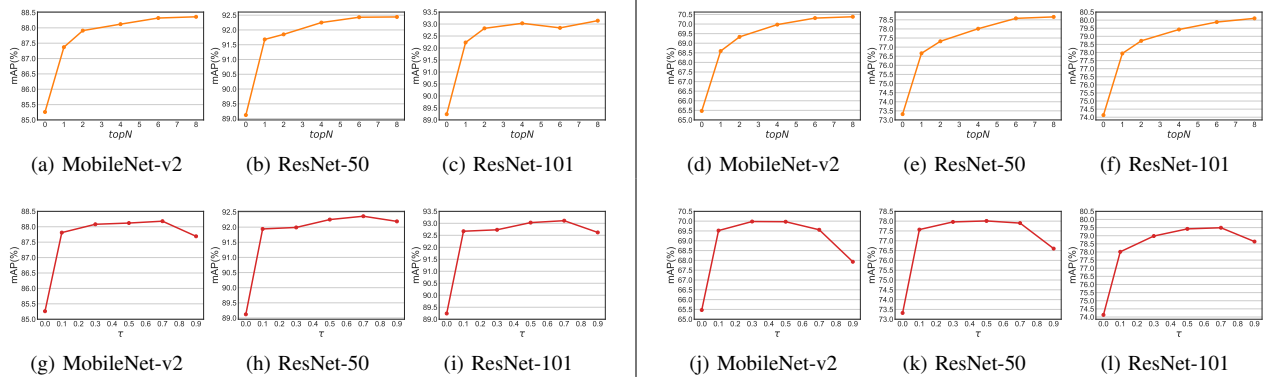 mAP(%)
88.5
88.0
87.5
87.0
86.5
86.0
85.5
85.0
0 1 2 3 4 5 6 7 8
topN
(a) MobileNet-v2
mAP(%)
92.5
92.0
91.5
91.0
90.5
90.0
89.5
89.0
0 1 2 3 4 5 6 7 8
topN
(b) ResNet-50
mAP(%)
93.5
93.0
92.5
92.0
91.5
91.0
90.5
90.0
89.5
89.0
0 1 2 3 4 5 6 7 8
topN
(c) ResNet-101
mAP(%)
70.5
70.0
69.5
69.0
68.5
68.0
67.5
67.0
66.5
66.0
65.5
65.0
0 1 2 3 4 5 6 7 8
topN
(d) MobileNet-v2
mAP(%)
78.5
78.0
77.5
77.0
76.5
76.0
75.5
75.0
74.5
74.0
73.5
73.0
0 1 2 3 4 5 6 7 8
topN
(e) ResNet-50
mAP(%)
80.5
80.0
79.5
79.0
78.5
78.0
77.5
77.0
76.5
76.0
75.5
75.0
74.5
74.0
0 1 2 3 4 5 6 7 8
topN
(f) ResNet-101
mAP(%)
88.5
88.0
87.5
87.0
86.5
86.0
85.5
85.0
0.0 0.1 0.2 0.3 0.4 0.5 0.6 0.7 0.8 0.9
τ
(g) MobileNet-v2
mAP(%)
92.5
92.0
91.5
91.0
90.5
90.0
89.5
89.0
0.0 0.1 0.2 0.3 0.4 0.5 0.6 0.7 0.8 0.9
τ
(h) ResNet-50
mAP(%)
93.5
93.0
92.5
92.0
91.5
91.0
90.5
90.0
89.5
89.0
0.0 0.1 0.2 0.3 0.4 0.5 0.6 0.7 0.8 0.9
τ
(i) ResNet-101
mAP(%)
70.5
70.0
69.5
69.0
68.5
68.0
67.5
67.0
66.5
66.0
65.5
65.0
0.0 0.1 0.2 0.3 0.4 0.5 0.6 0.7 0.8 0.9
τ
(j) MobileNet-v2
mAP(%)
78.5
78.0
77.5
77.0
76.5
76.0
75.5
75.0
74.5
74.0
73.5
73.0
0.0 0.1 0.2 0.3 0.4 0.5 0.6 0.7 0.8 0.9
τ
(k) ResNet-50
mAP(%)
80.5
80.0
79.5
79.0
78.5
78.0
77.5
77.0
76.5
76.0
75.5
75.0
74.5
74.0
0.0 0.1 0.2 0.3 0.4 0.5 0.6 0.7 0.8 0.9
τ
(l) ResNet-101